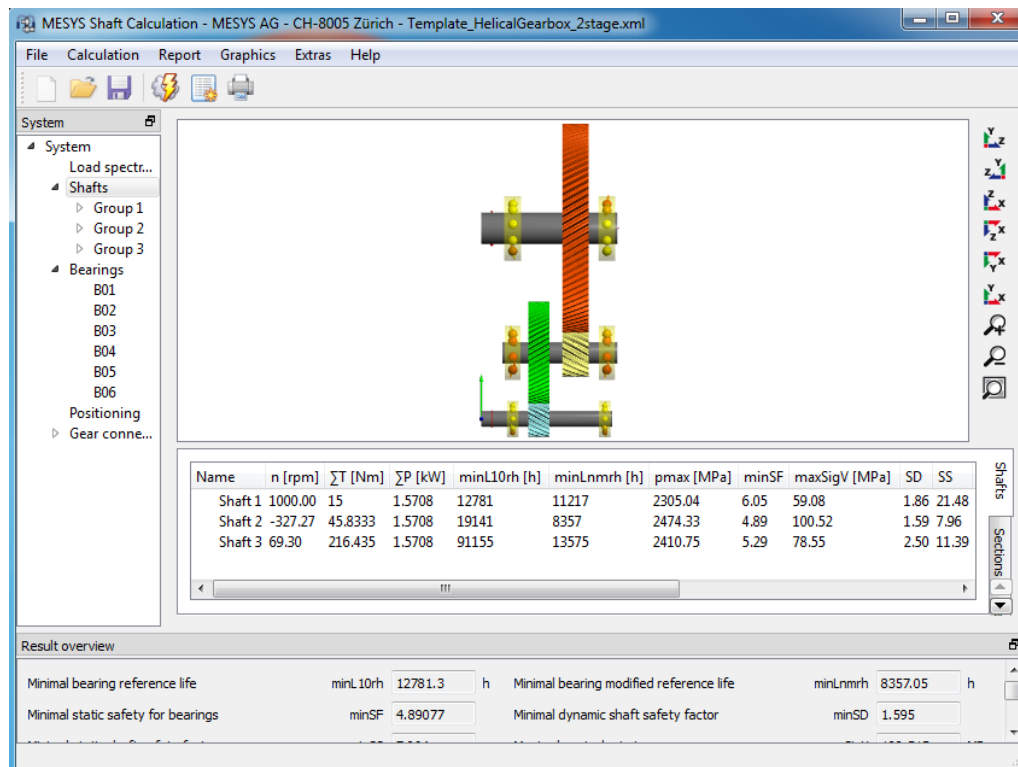 MESYS Shaft Calculation - MESYS AG - CH-8005 Zürich - Template_HelicalGearbox_2stage.xml
File Calculation Report Graphics Extras Help
System
System
Load spectr...
Shafts
Group 1
Group 2
Group 3
Bearings
B01
B02
B03
B04
B05
B06
Positioning
Gear conne...
Y Z
Z Y
Z X
Z X
Y X
Y X
Name n [rpm] ∑T [Nm] ∑P [kW] minL10rh [h] minLnmrh [h] pmax [MPa] minSF maxSigV [MPa] SD SS
Shaft 1 1000.00 15 1.5708 12781 11217 2305.04 6.05 59.08 1.86 21.48
Shaft 2 -327.27 45.8333 1.5708 19141 8357 2474.33 4.89 100.52 1.59 7.96
Shaft 3 69.30 216.435 1.5708 91155 13575 2410.75 5.29 78.55 2.50 11.39
Shafts
Sections
Result overview
Minimal bearing reference life minL10rh 12781.3 h Minimal bearing modified reference life minLnmrh 8357.05 h
Minimal static safety for bearings minSF 4.89077 Minimal dynamic shaft safety factor minSD 1.595